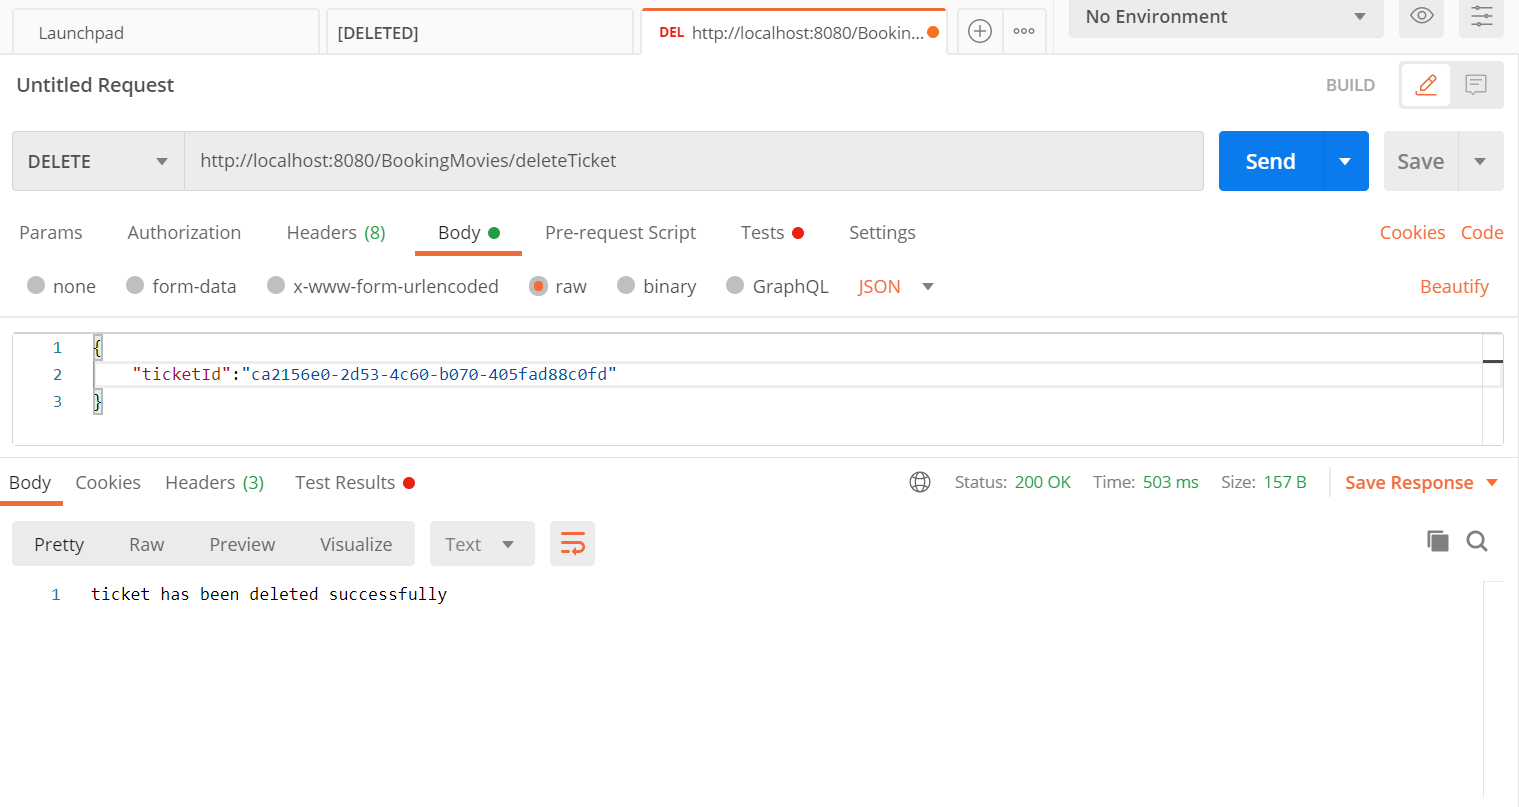 Launchpad [DELETED] DEL http://localhost:8080/Bookin... No Environment
Untitled Request BUILD
DELETE http://localhost:8080/BookingMovies/deleteTicket Send Save
Params Authorization Headers (8) Body Pre-request Script Tests Settings Cookies Code
none form-data x-www-form-urlencoded raw binary GraphQL JSON Beautify
1 {
2 "ticketId":"ca2156e0-2d53-4c60-b070-405fad88c0fd"
3 }
Body Cookies Headers (3) Test Results Status: 200 OK Time: 503 ms Size: 157 B Save Response
Pretty Raw Preview Visualize Text
1 ticket has been deleted successfully